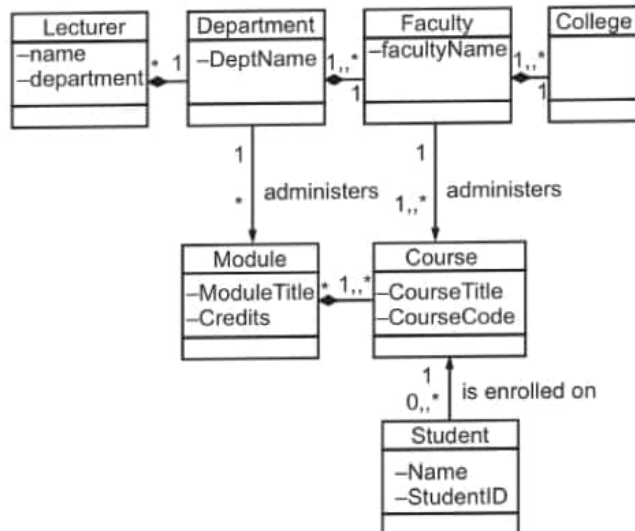 Lecturer
–name
–department
* 1
Department
–DeptName
1,,*
1
Faculty
–facultyName
1,,*
1
College
1
*
administers
1
1,,*
administers
Module
–ModuleTitle
–Credits
* 1,,*
Course
–CourseTitle
–CourseCode
1
0,,*
is enrolled on
Student
–Name
–StudentID